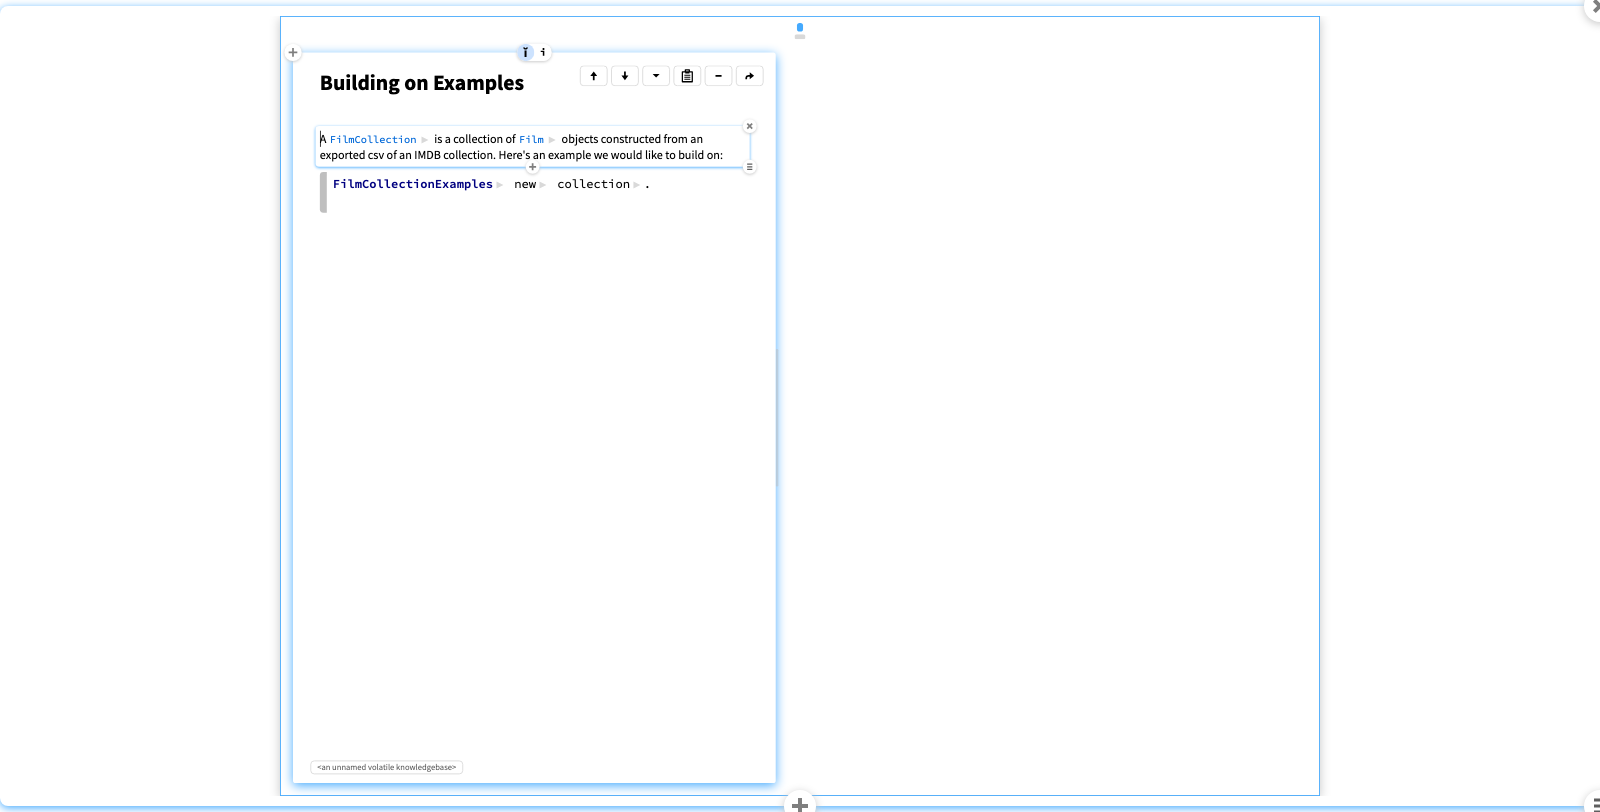 Building on Examples
A FilmCollection is a collection of Film objects constructed from an
exported csv of an IMDB collection. Here's an example we would like to build on:
FilmCollectionExamples new collection .
<an unnamed volatile knowledgebase>